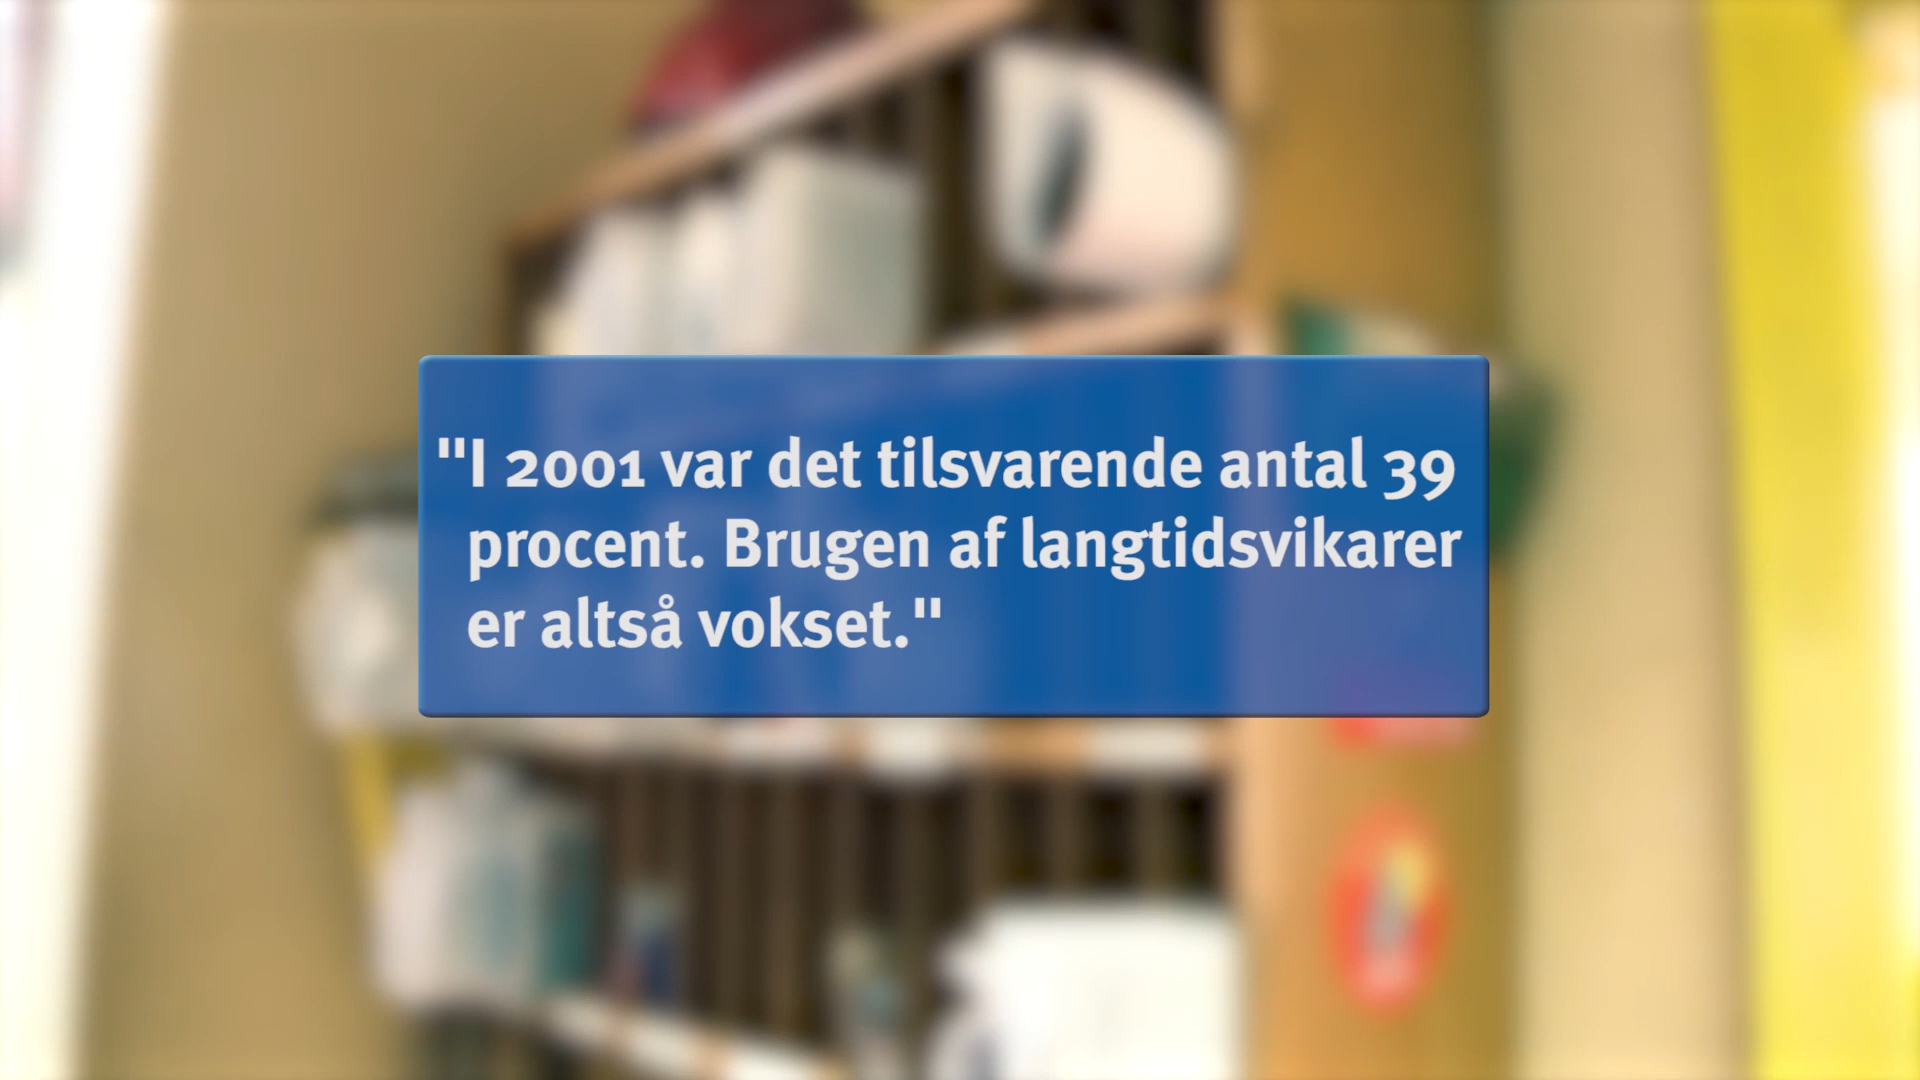 "I 2001 var det tilsvarende antal 39
procent. Brugen af langtidsvikarer
er altså vokset."